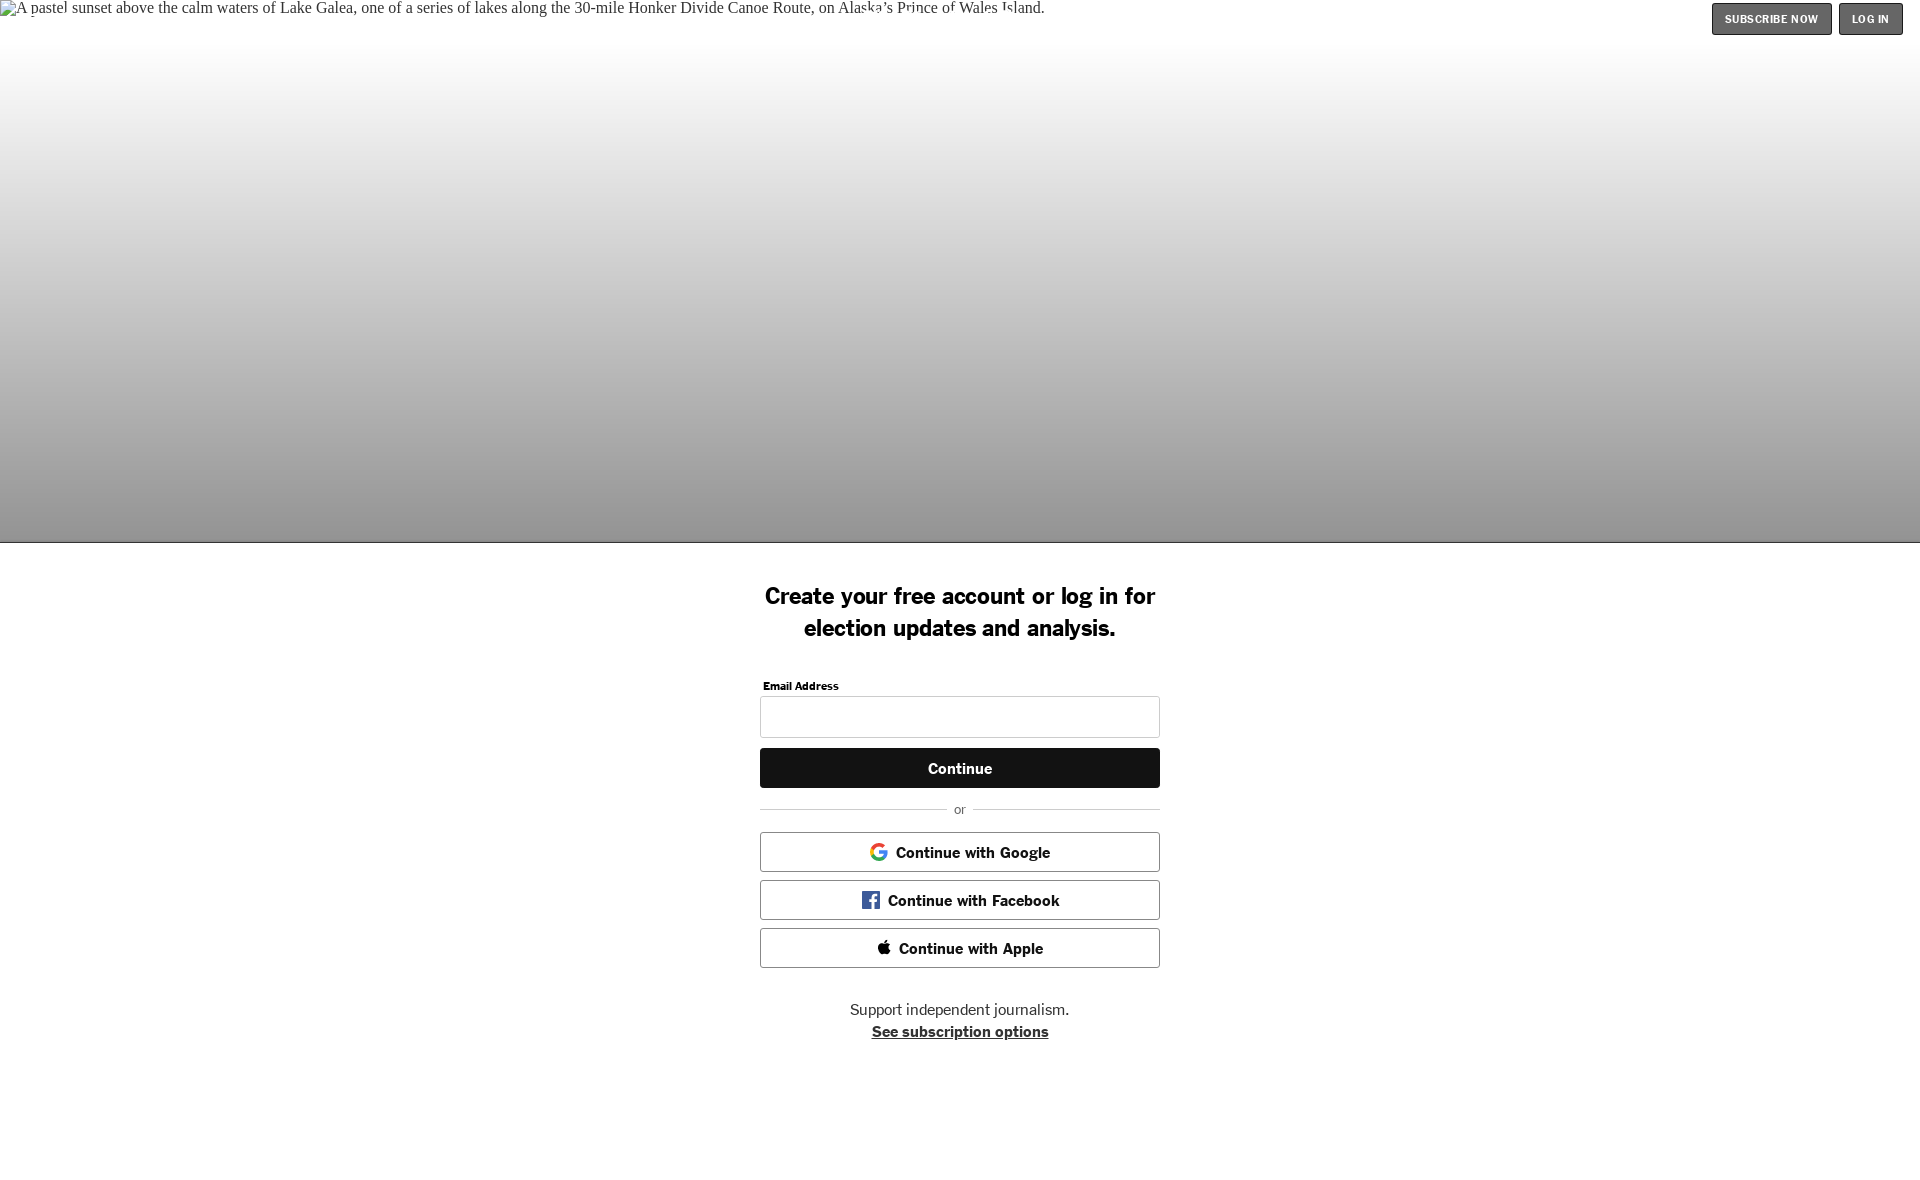 A pastel sunset above the calm waters of Lake Galea, one of a series of lakes along the 30-mile Honker Divide Canoe Route, on Alaska’s Prince of Wales Island.
SUBSCRIBE NOW
LOG IN
Create your free account or log in for
election updates and analysis.
Email Address
Continue
or
Continue with Google
Continue with Facebook
Continue with Apple
Support independent journalism.
See subscription options